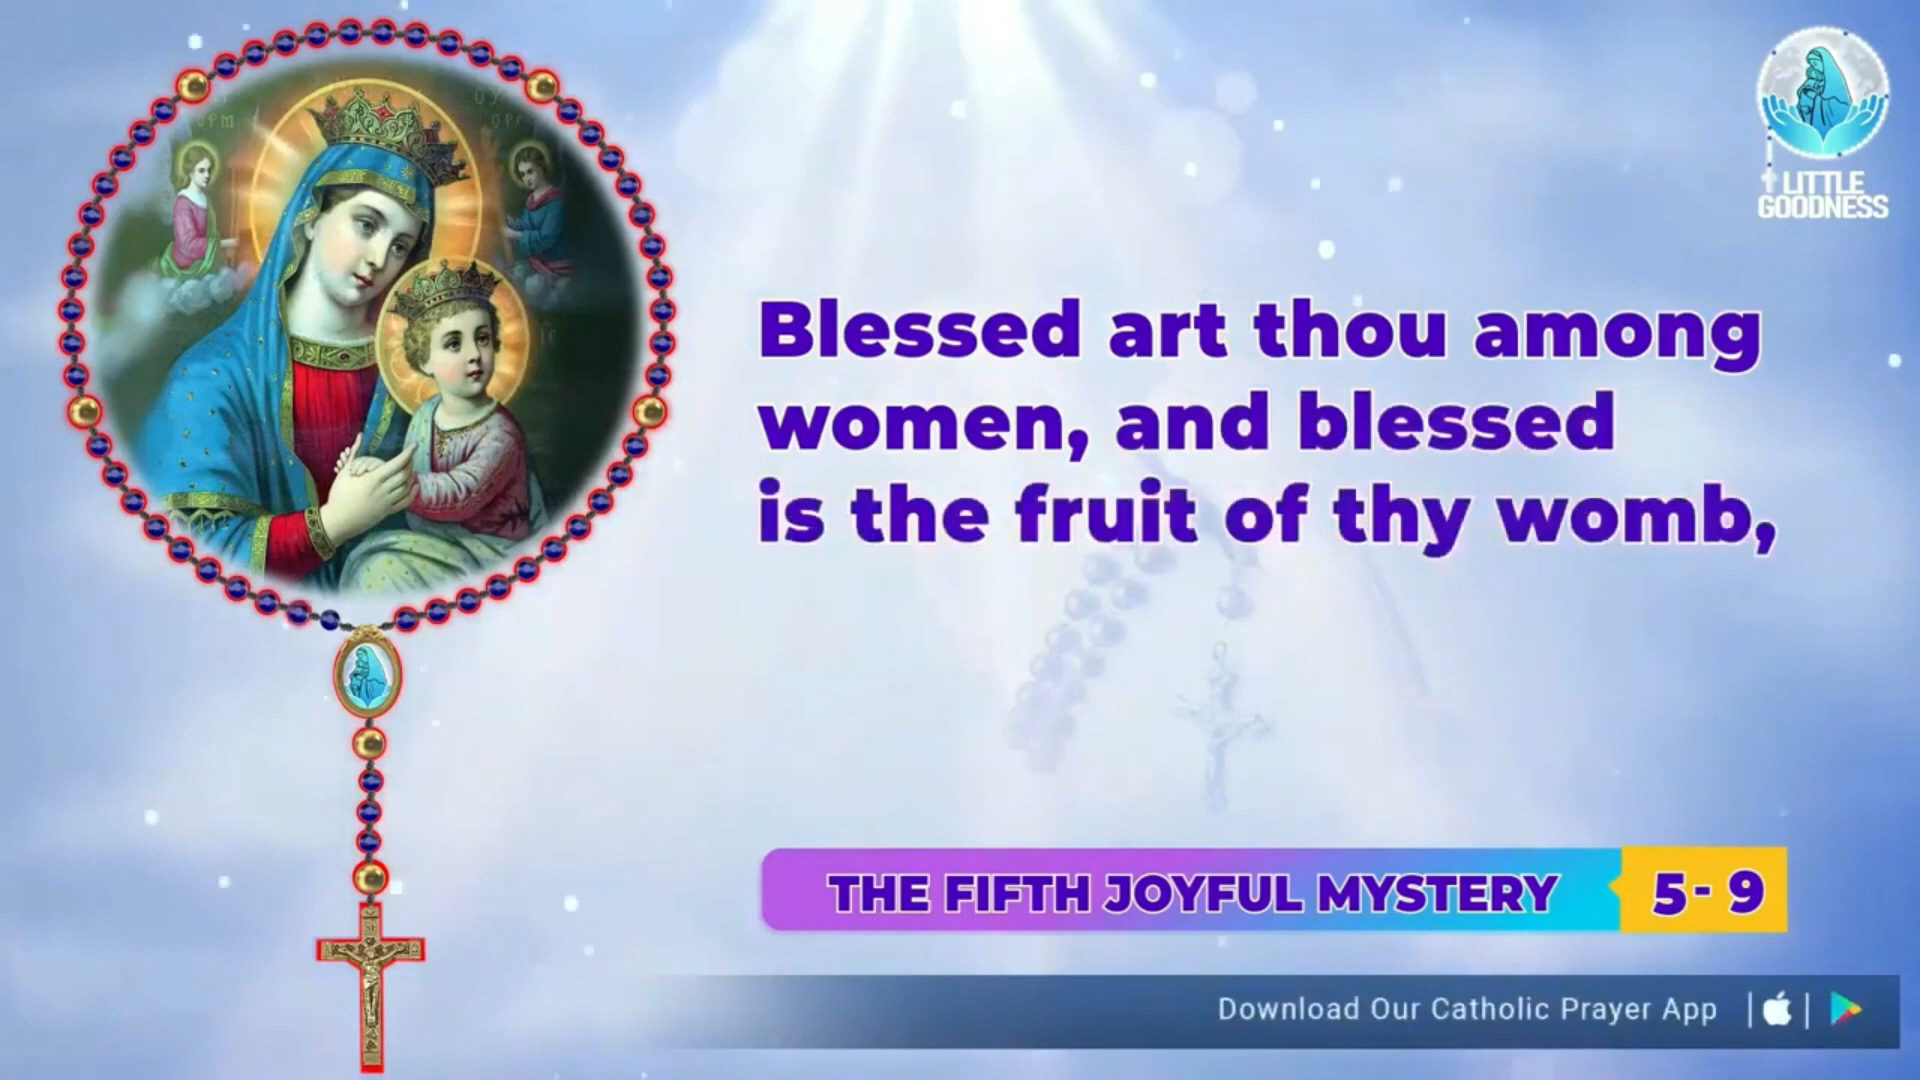 LITTLE
GOODNESS
Blessed art thou among
women, and blessed
is the fruit of thy womb,
THE FIFTH JOYFUL MYSTERY 5- 9
Download Our Catholic Prayer App